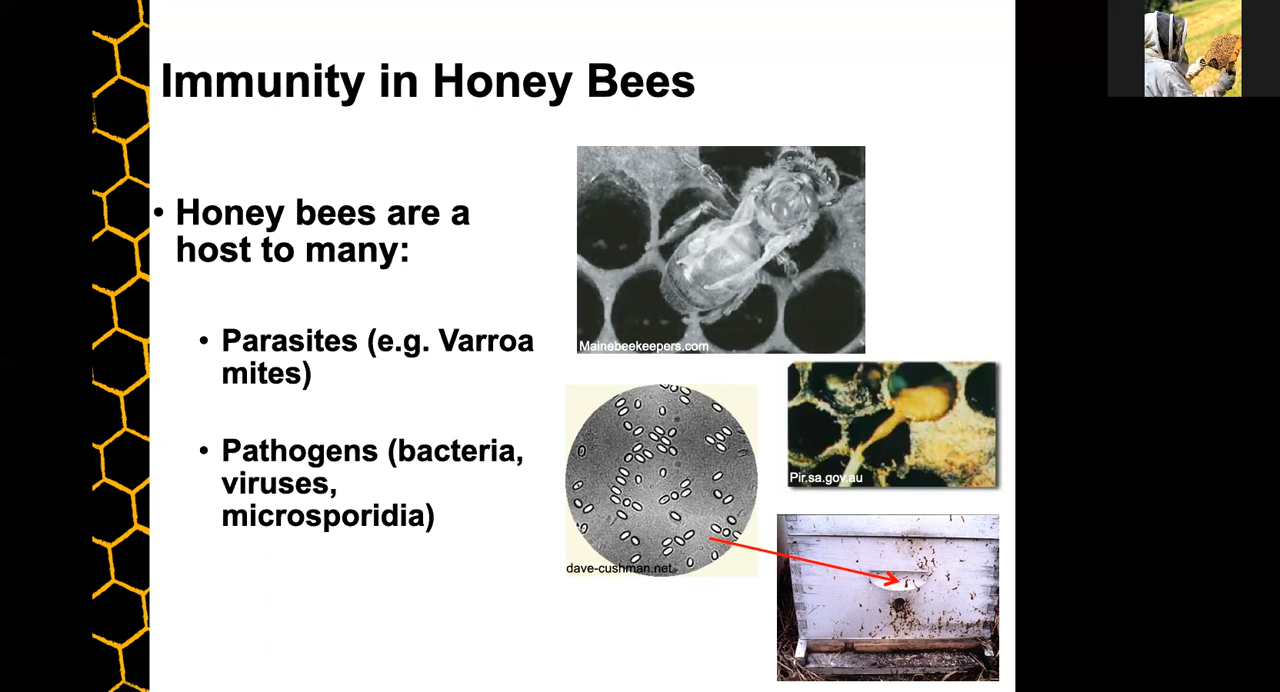 Immunity in Honey Bees
• Honey bees are a
host to many:
• Parasites (e.g. Varroa
mites)
• Pathogens (bacteria,
viruses,
microsporidia)
Mainebeekeepers.com
Pir.sa.gov.au
dave-cushman.net